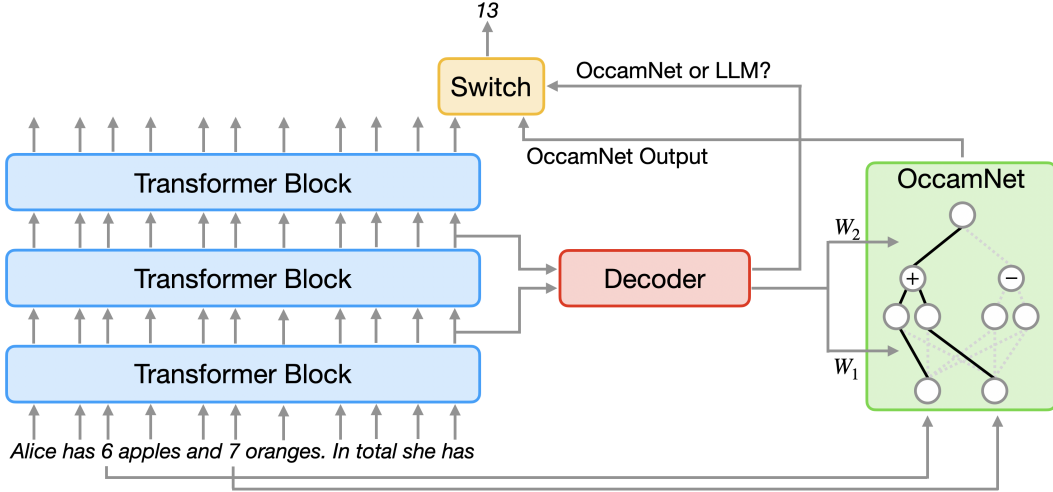 13
Switch
OccamNet or LLM?
OccamNet Output
Transformer Block
Transformer Block
Transformer Block
Decoder
OccamNet
W₂
+
−
W₁
Alice has 6 apples and 7 oranges. In total she has